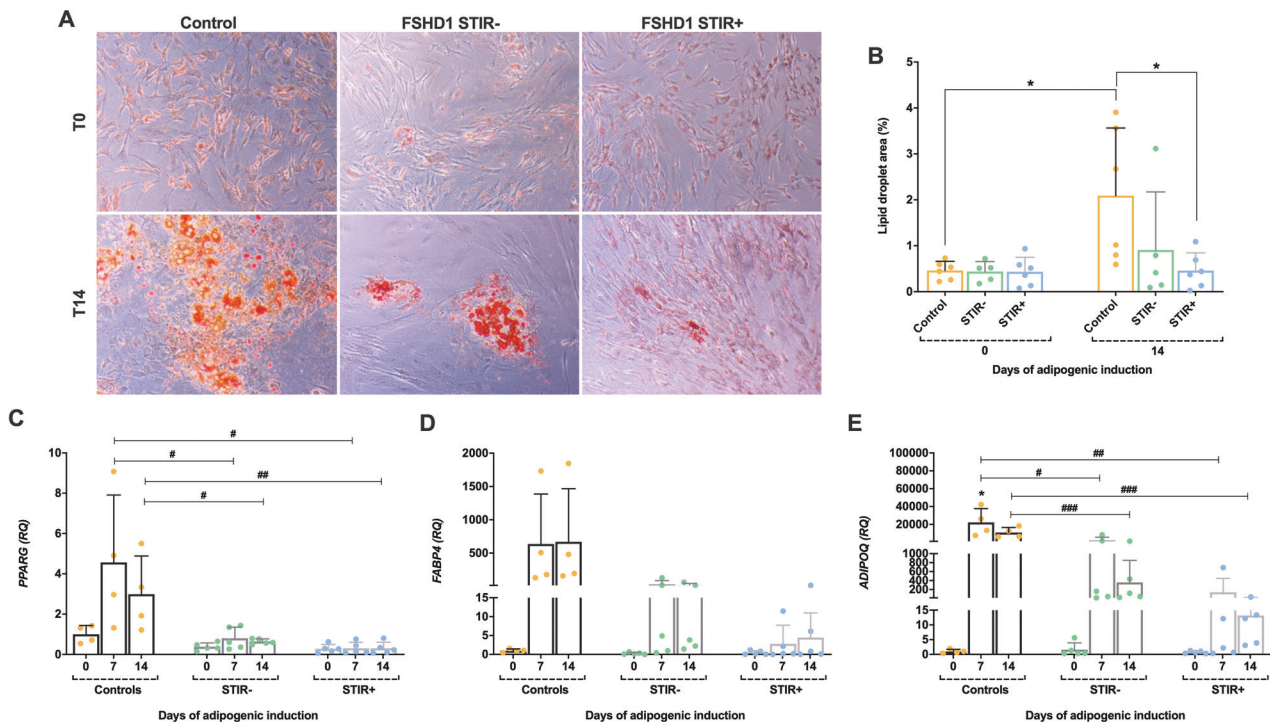 A
Control
FSHD1 STIR-
FSHD1 STIR+
T0
T14
B
Lipid droplet area (%)
5
4
3
2
1
0
*
*
Control
STIR-
STIR+
Control
STIR-
STIR+
0
14
Days of adipogenic induction
C
PPARG (RQ)
10
8
6
4
2
0
#
#
##
#
0 7 14 0 7 14 0 7 14
Controls STIR- STIR+
Days of adipogenic induction
D
FABP4 (RQ)
2000
1500
1000
500
15
10
5
0
0 7 14 0 7 14 0 7 14
Controls STIR- STIR+
Days of adipogenic induction
E
ADIPOQ (RQ)
100000
80000
60000
40000
20000
1000
800
600
400
200
15
10
5
0
##
#
###
###
*
0 7 14 0 7 14 0 7 14
Controls STIR- STIR+
Days of adipogenic induction